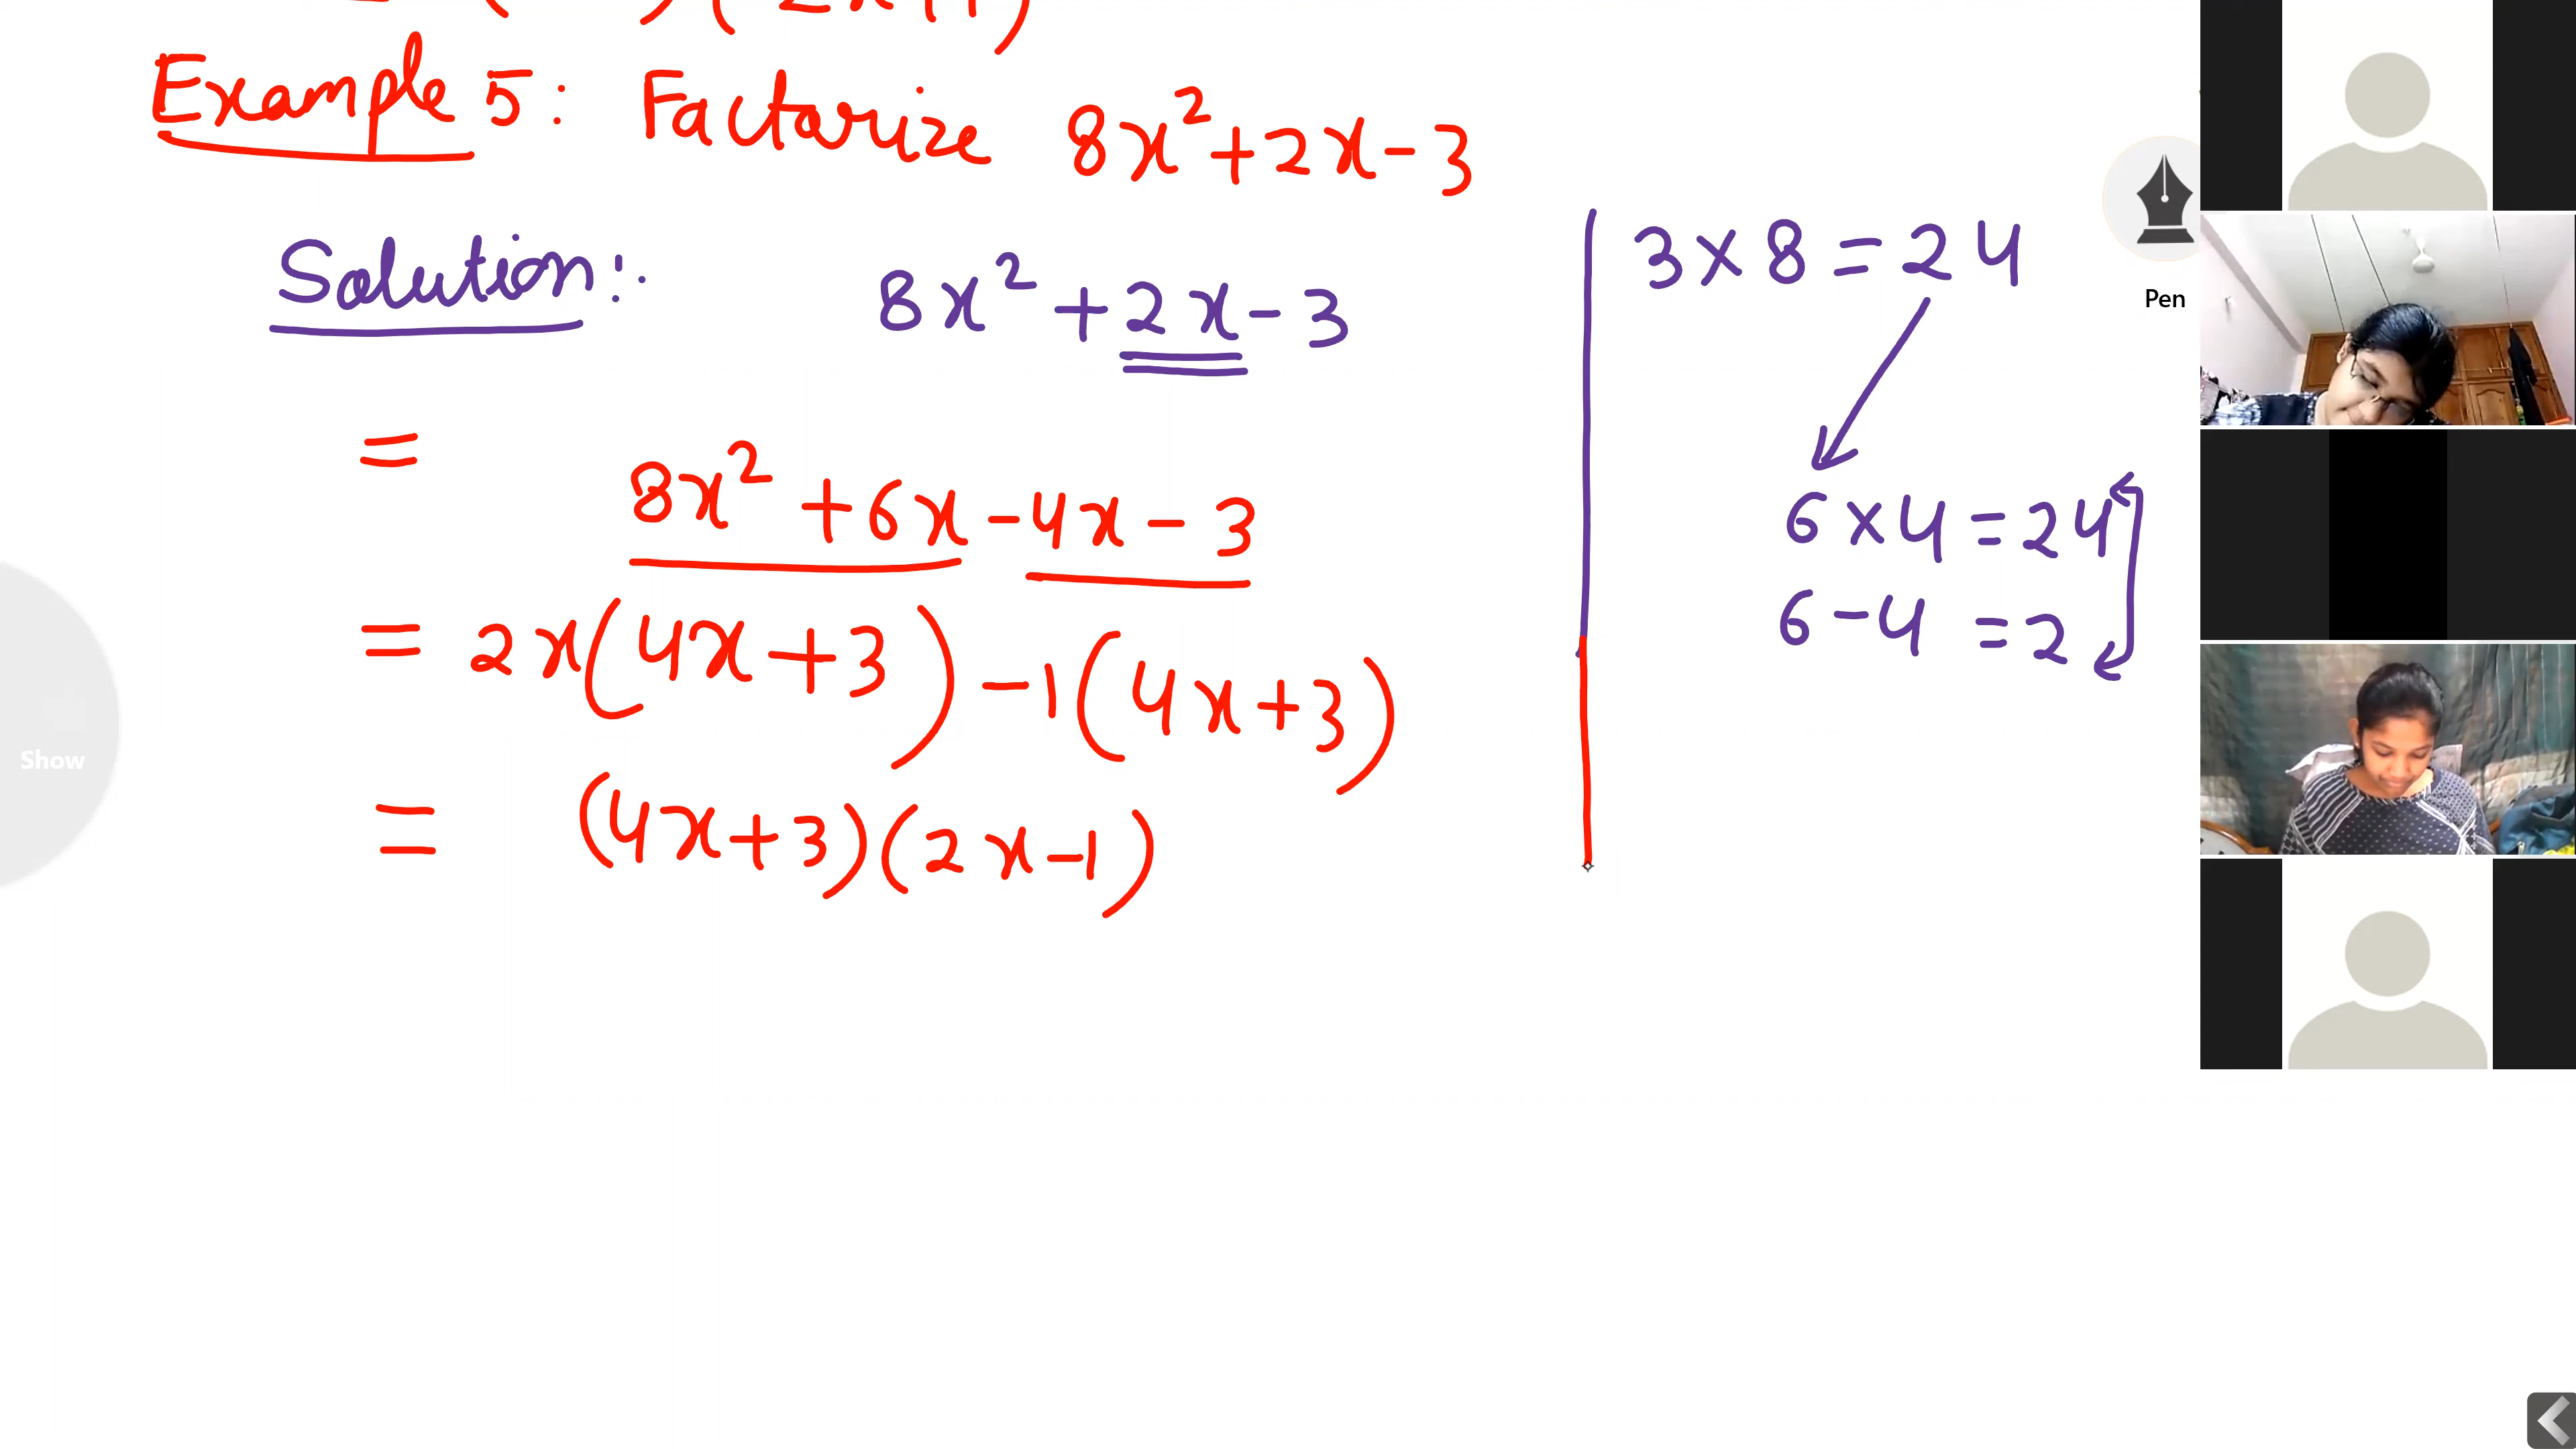 Example 5: Factorize 8x²+2x-3
Solution:
8x² + 2x - 3
=
8x² + 6x - 4x - 3
= 2x(4x+3) - 1(4x+3)
= (4x+3)(2x-1)
3 x 8 = 24
6 x 4 = 24
6 - 4 = 2
Pen
Show